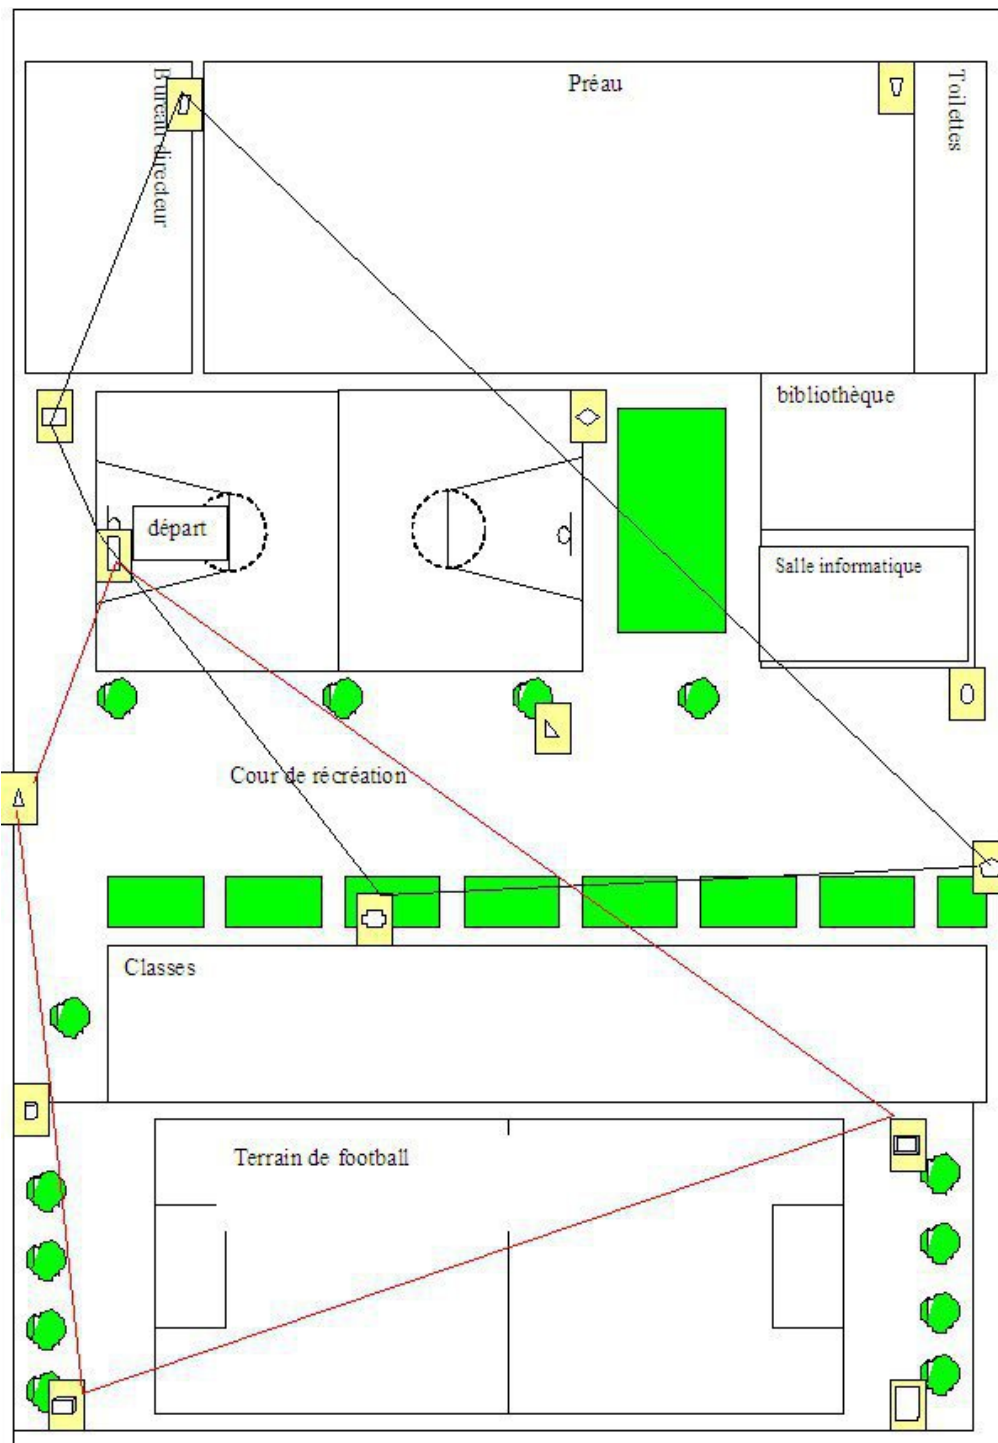 Bureau directeur
Préau
Toilettes
bibliothèque
départ
Salle informatique
Cour de récréation
Classes
Terrain de football